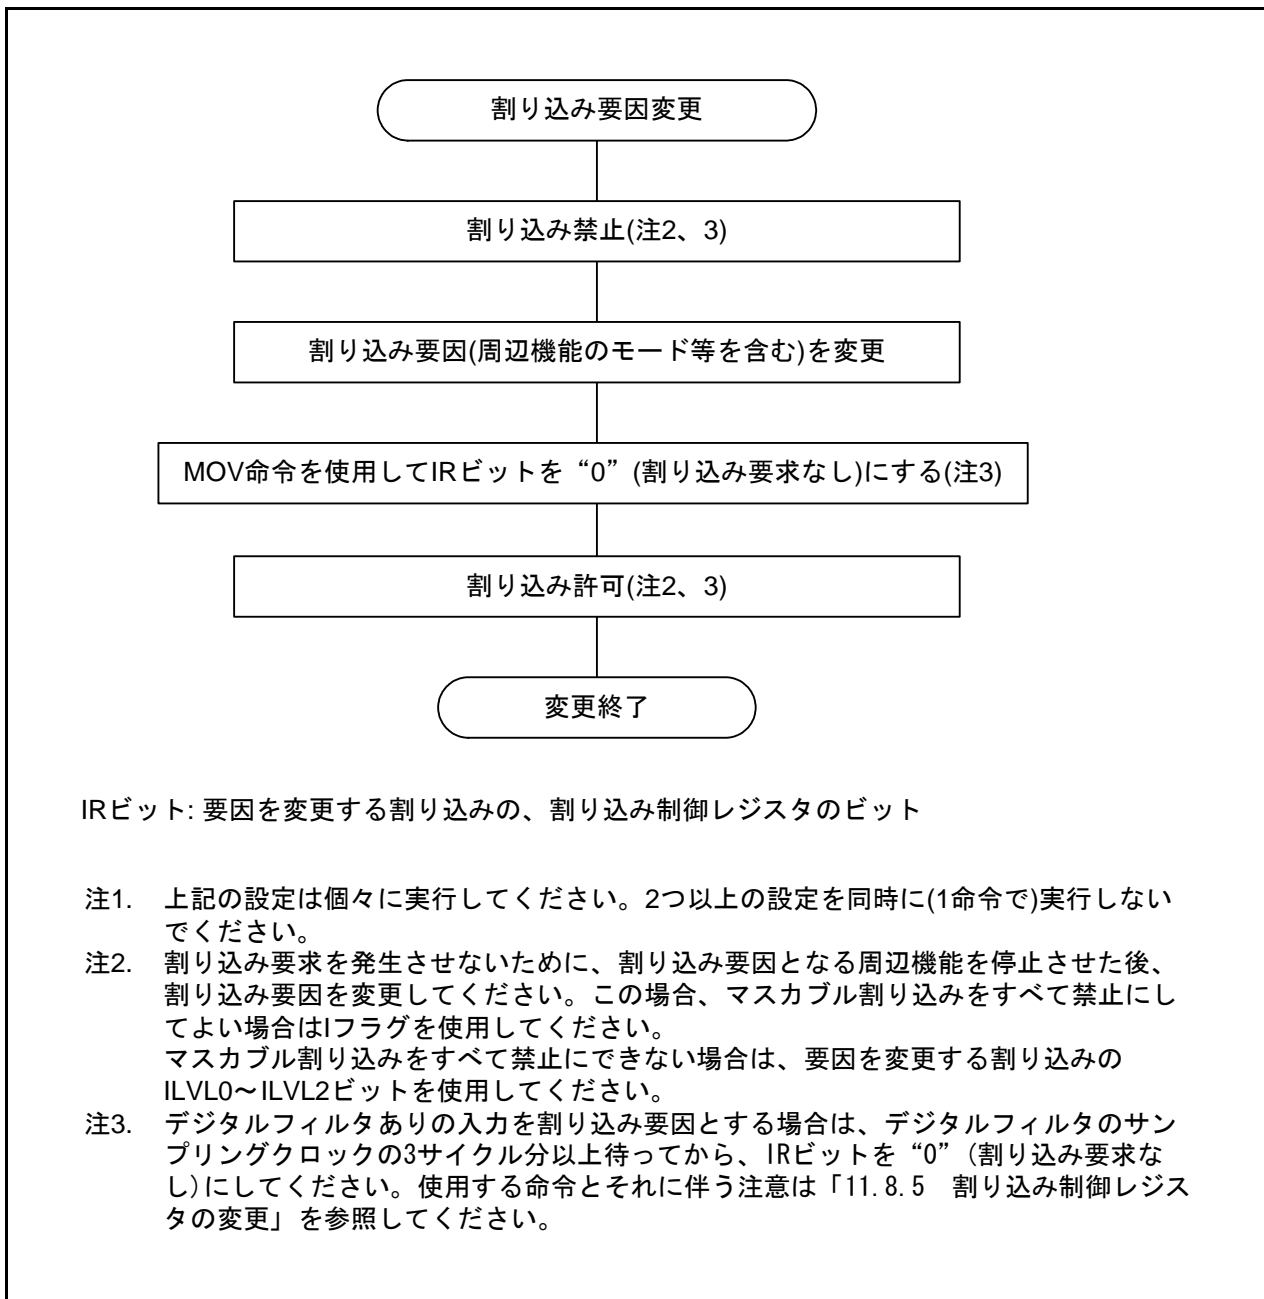 割り込み要因変更
割り込み禁止(注2、3)
割り込み要因(周辺機能のモード等を含む)を変更
MOV命令を使用してIRビットを“0”(割り込み要求なし)にする(注3)
割り込み許可(注2、3)
変更終了
IRビット: 要因を変更する割り込みの、割り込み制御レジスタのビット
注1. 上記の設定は個々に実行してください。2つ以上の設定を同時に(1命令で)実行しない
でください。
注2. 割り込み要求を発生させないために、割り込み要因となる周辺機能を停止させた後、
割り込み要因を変更してください。この場合、マスカブル割り込みをすべて禁止にし
てよい場合はIフラグを使用してください。
マスカブル割り込みをすべて禁止にできない場合は、要因を変更する割り込みの
ILVL0～ILVL2ビットを使用してください。
注3. デジタルフィルタありの入力を割り込み要因とする場合は、デジタルフィルタのサン
プリングクロックの3サイクル分以上待ってから、IRビットを“0”(割り込み要求な
し)にしてください。使用する命令とそれに伴う注意は「11.8.5　割り込み制御レジス
タの変更」を参照してください。